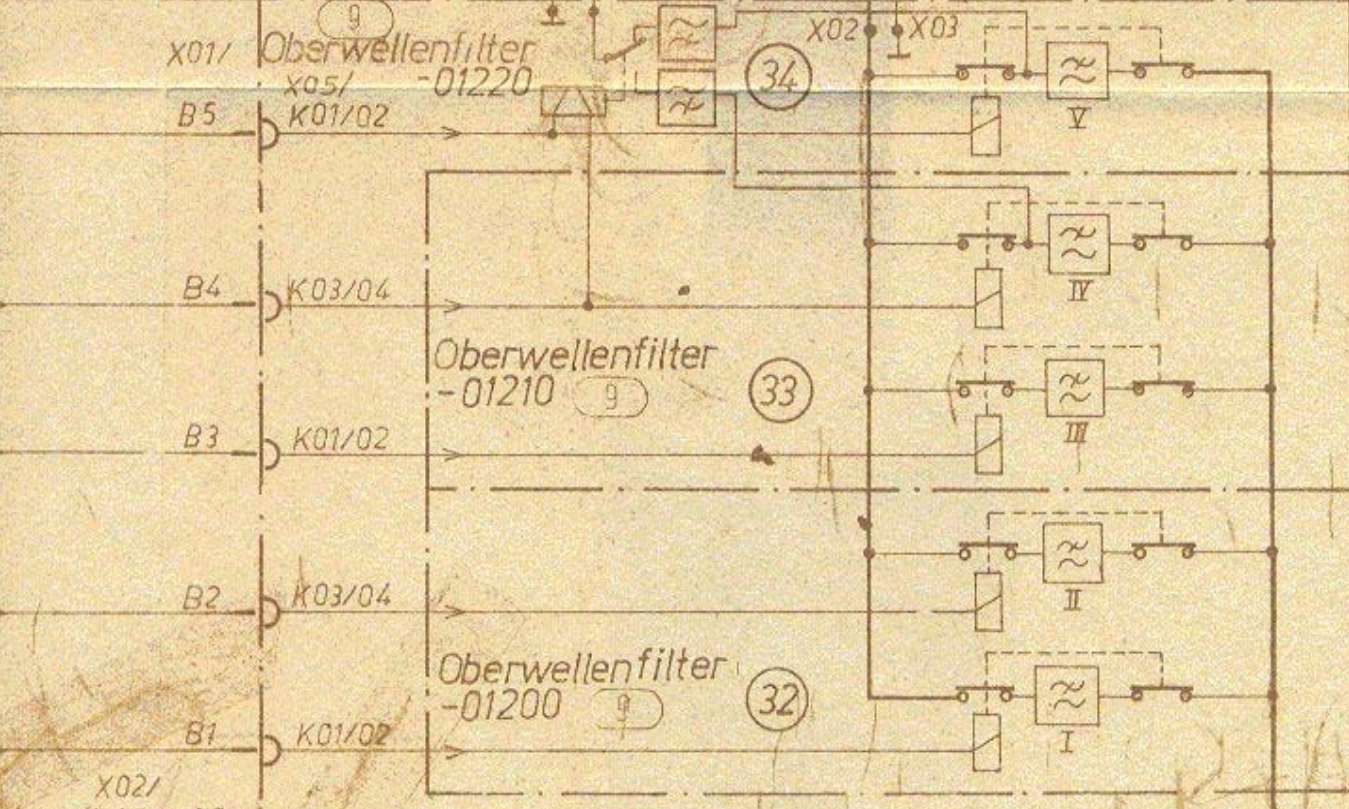 9
X01/ Oberwellenfilter
X05/ -01220
34
X02 X03
B5 K01/02
V
B4 K03/04
IV
Oberwellenfilter
-01210 9
33
B3 K01/02
III
B2 K03/04
II
Oberwellenfilter
-01200 9
32
B1 K01/02
I
X02/